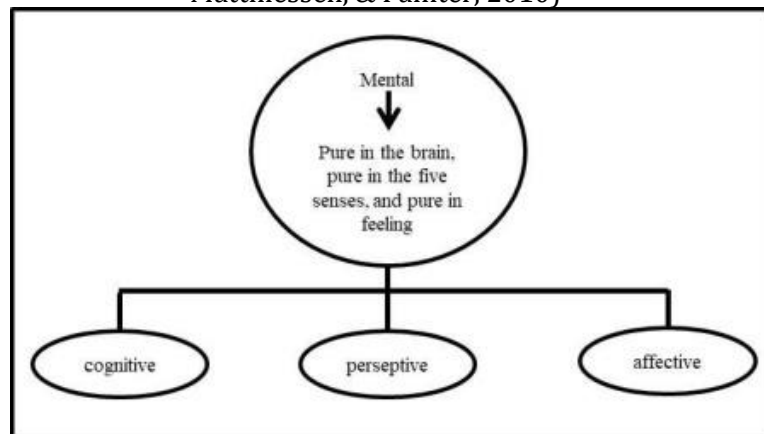 Mental
Pure in the brain,
pure in the five
senses, and pure in
feeling
cognitive
perseptive
affective